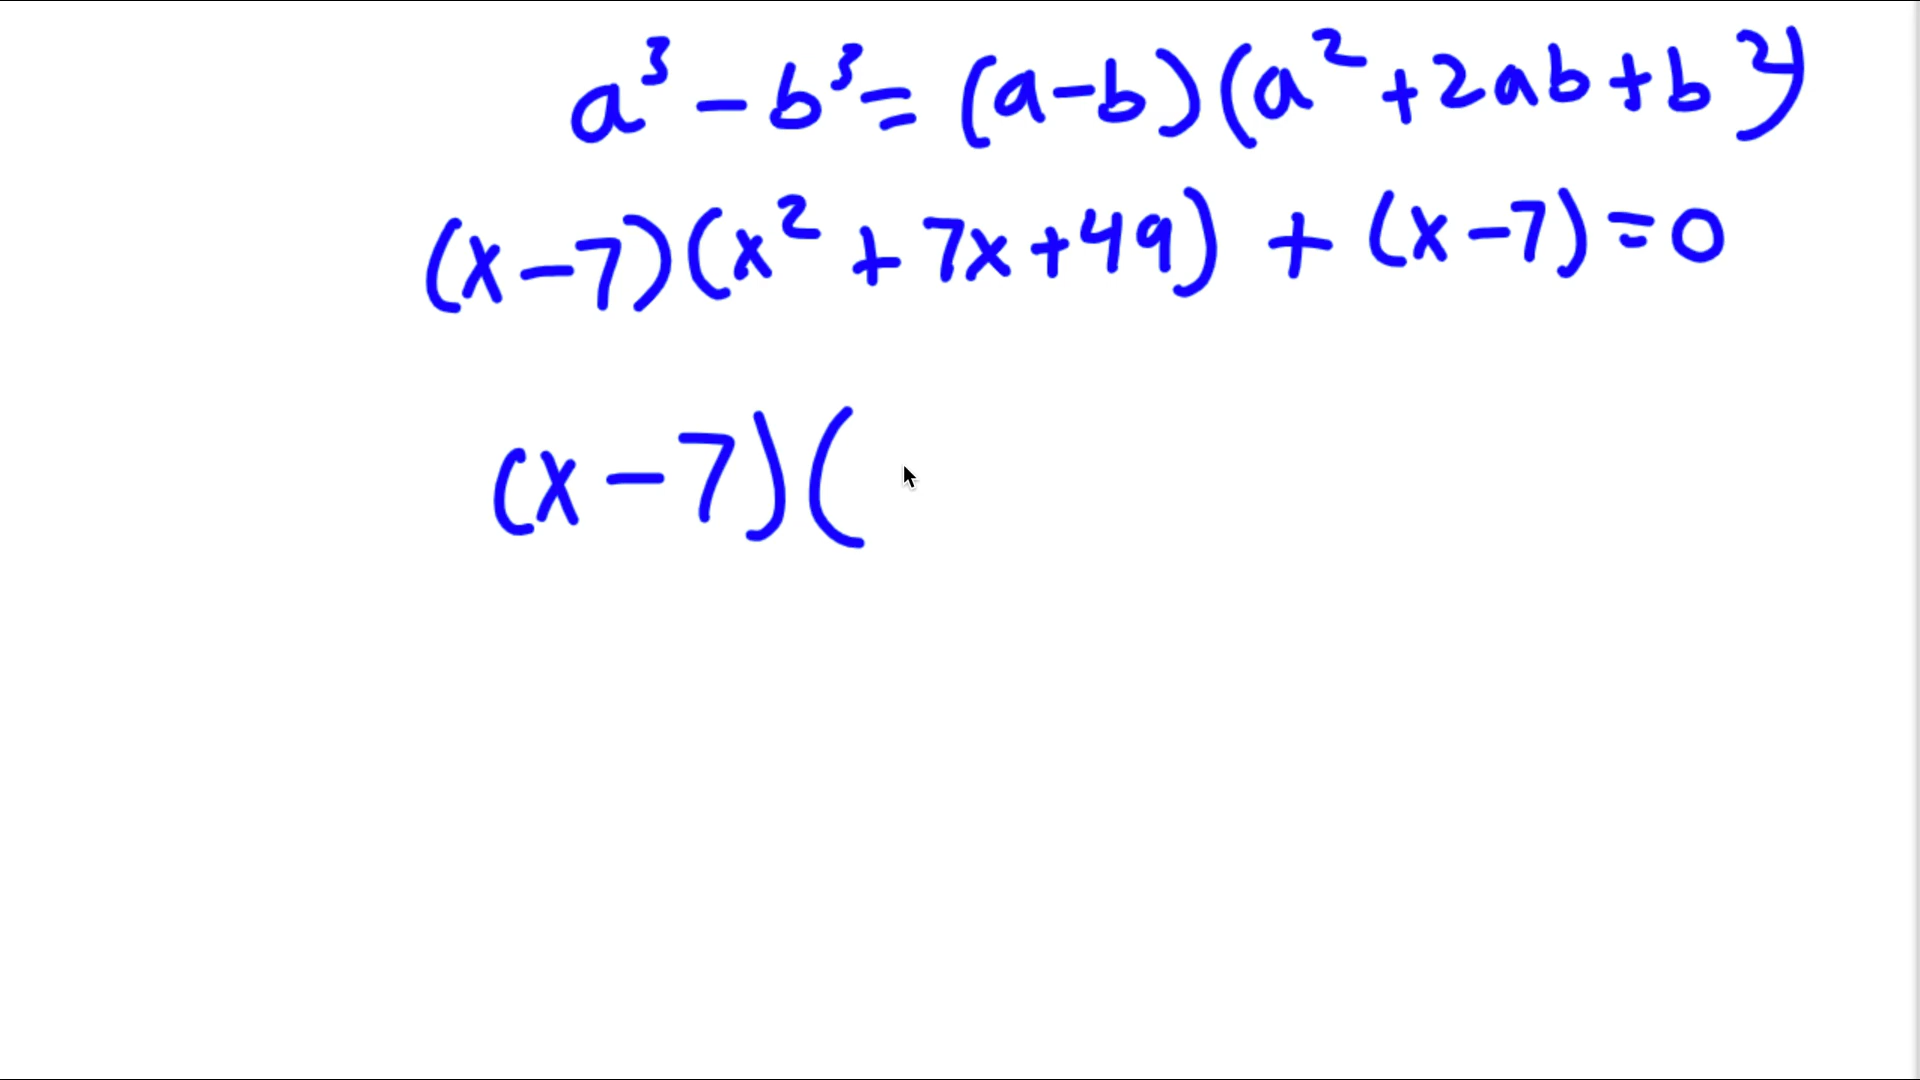 a³ - b³ = (a-b)(a² + 2ab + b²)
(x-7)(x² + 7x + 49) + (x-7) = 0
(x-7)(